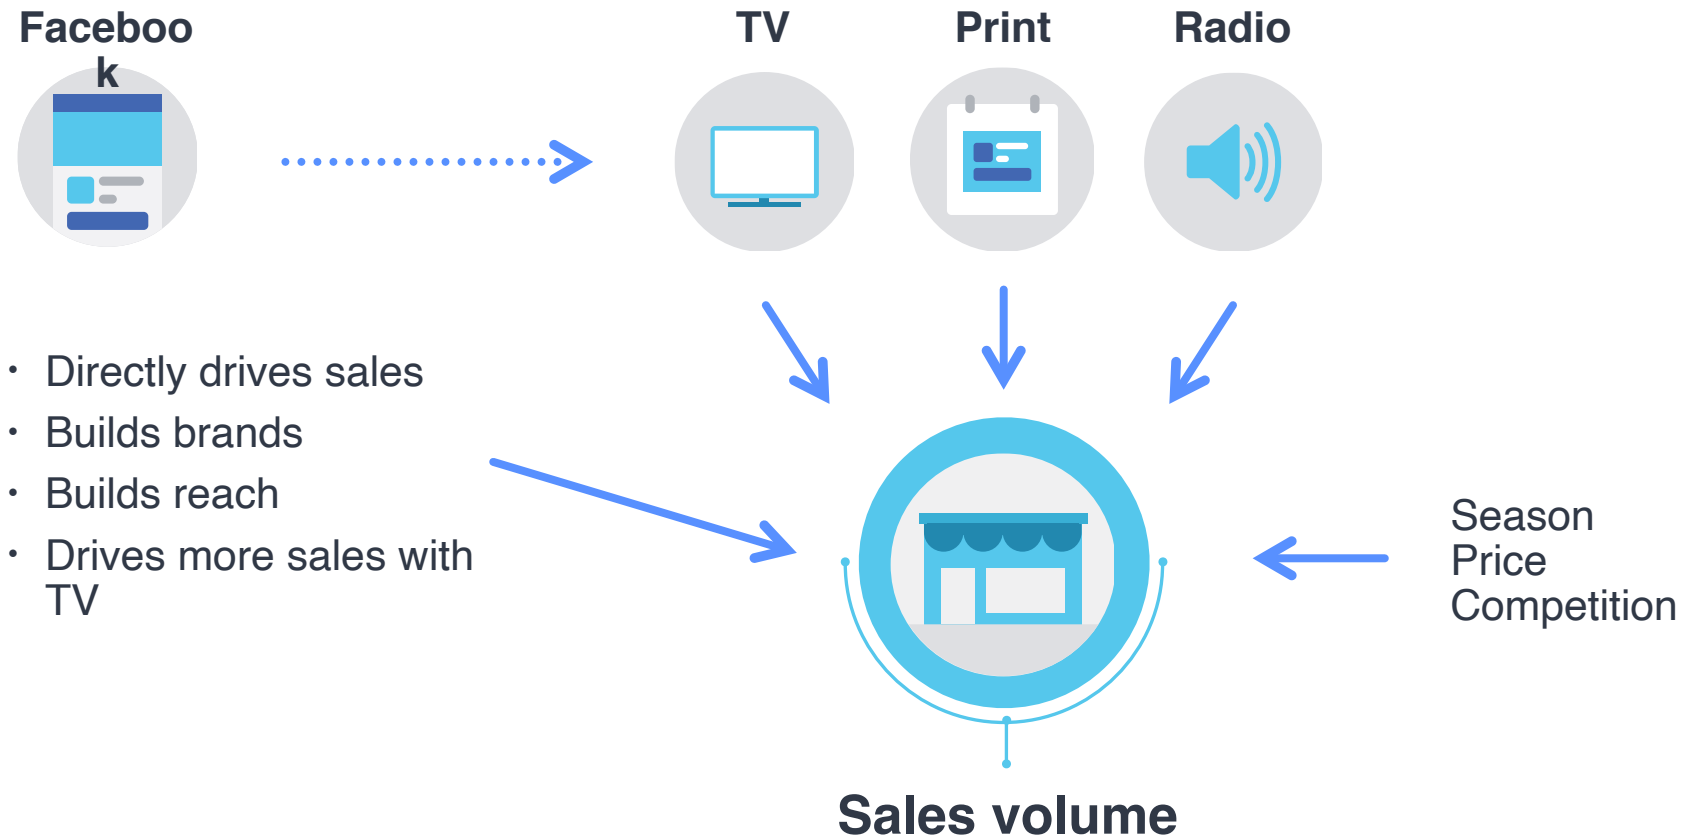 Faceboo
k
TV
Print
Radio
· Directly drives sales
· Builds brands
· Builds reach
· Drives more sales with
TV
Season
Price
Competition
Sales volume